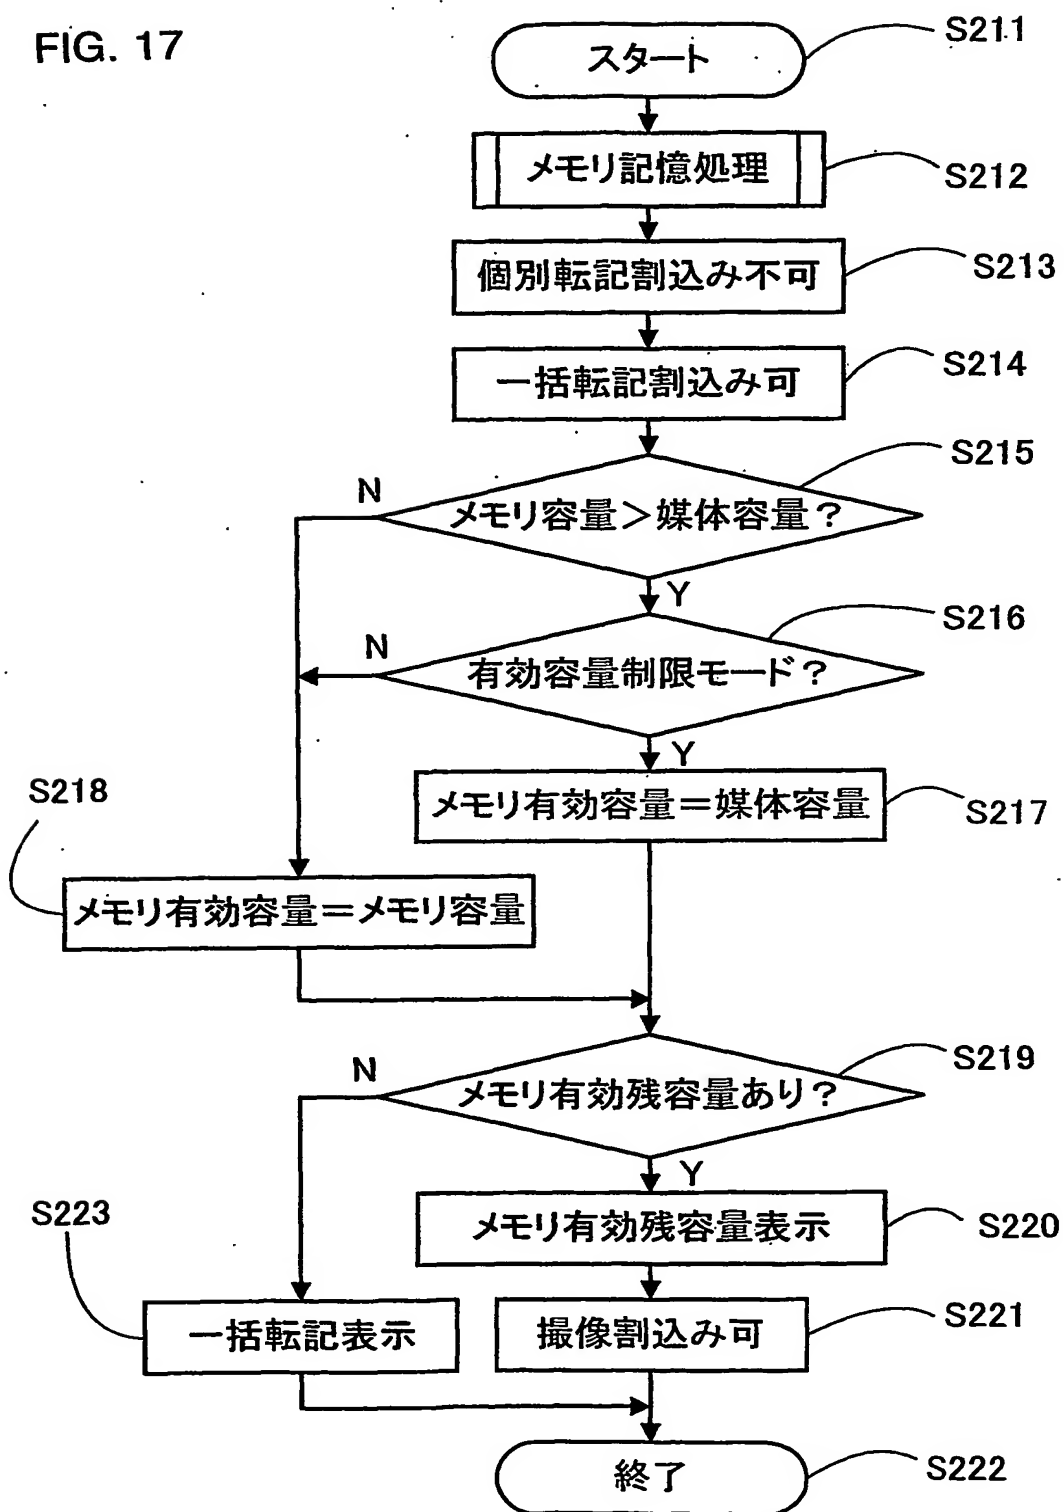 FIG. 17
スタート
S211
メモリ記憶処理
S212
個別転記割込み不可
S213
一括転記割込み可
S214
メモリ容量＞媒体容量？
S215
N
Y
有効容量制限モード？
S216
N
Y
メモリ有効容量＝媒体容量
S217
S218
メモリ有効容量＝メモリ容量
メモリ有効残容量あり？
S219
N
Y
メモリ有効残容量表示
S220
S223
一括転記表示
撮像割込み可
S221
終了
S222